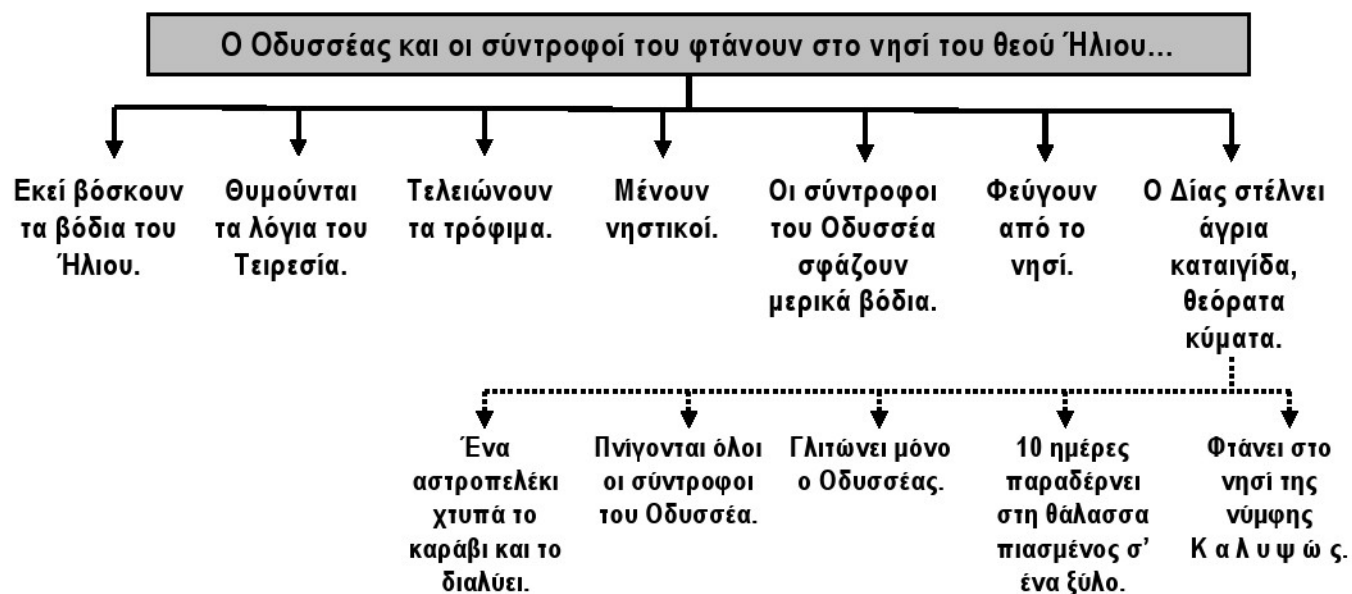 Ο Οδυσσέας και οι σύντροφοί του φτάνουν στο νησί του θεού Ήλιου...
Εκεί βόσκουν
τα βόδια του
Ήλιου.
Θυμούνται
τα λόγια του
Τειρεσία.
Τελειώνουν
τα τρόφιμα.
Μένουν
νηστικοί.
Οι σύντροφοι
του Οδυσσέα
σφάζουν
μερικά βόδια.
Φεύγουν
από το
νησί.
Ο Δίας στέλνει
άγρια
καταιγίδα,
θεόρατα
κύματα.
Ένα
αστροπελέκι
χτυπά το
καράβι και το
διαλύει.
Πνίγονται όλοι
οι σύντροφοι
του Οδυσσέα.
Γλιτώνει μόνο
ο Οδυσσέας.
10 ημέρες
παραδέρνει
στη θάλασσα
πιασμένος σ’
ένα ξύλο.
Φτάνει στο
νησί της
νύμφης
Κ α λ υ ψ ώ ς.